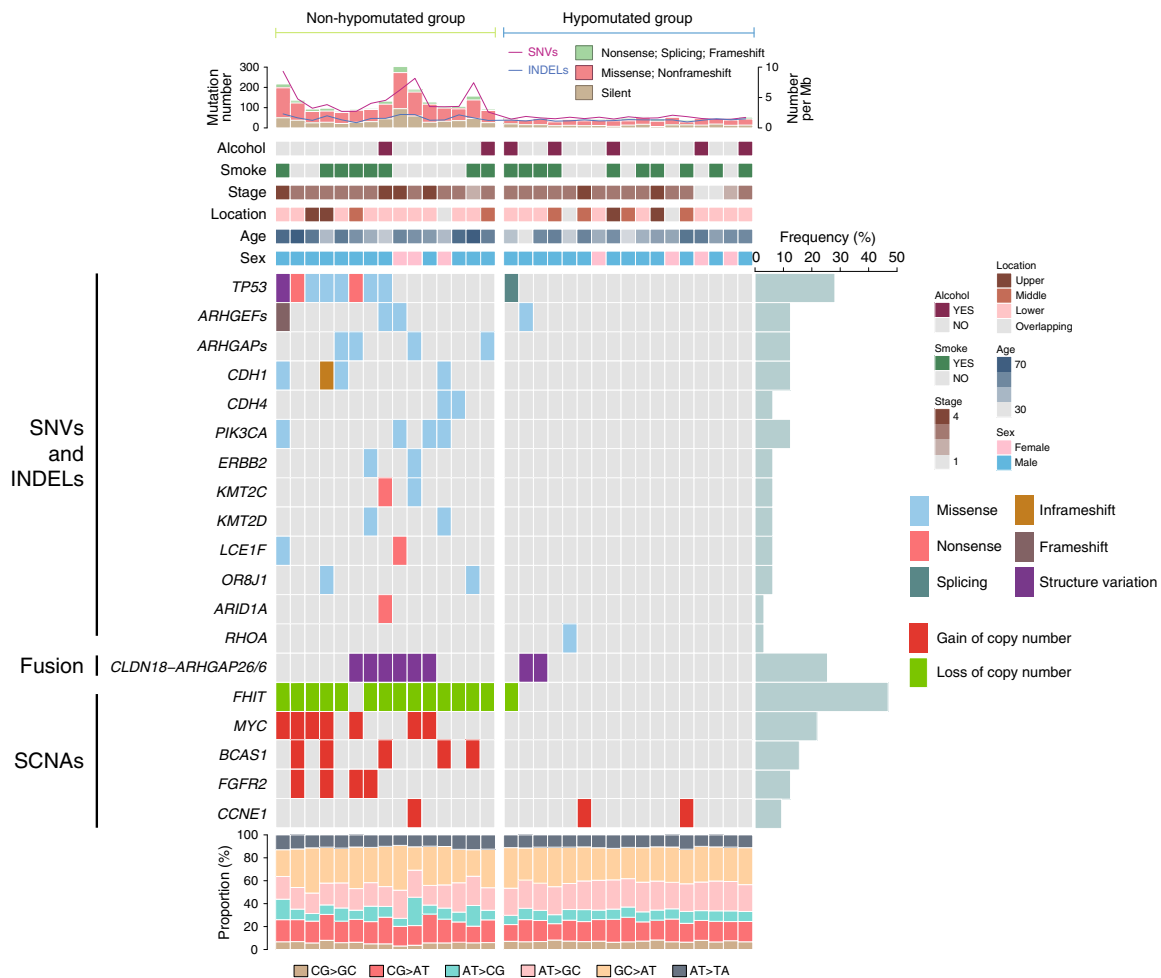 Non-hypomutated group
Hypomutated group
SNVs
INDELs
Nonsense; Splicing; Frameshift
Missense; Nonframeshift
Silent
Mutation
number
300
200
100
0
10
5
0
Number
per Mb
Alcohol
Smoke
Stage
Location
Age
Sex
Frequency (%)
0 10 20 30 40 50
SNVs
and
INDELs
TP53
ARHGEFs
ARHGAPs
CDH1
CDH4
PIK3CA
ERBB2
KMT2C
KMT2D
LCE1F
OR8J1
ARID1A
RHOA
Fusion
CLDN18–ARHGAP26/6
SCNAs
FHIT
MYC
BCAS1
FGFR2
CCNE1
Alcohol
YES
NO
Smoke
YES
NO
Stage
4
1
Location
Upper
Middle
Lower
Overlapping
Age
70
30
Sex
Female
Male
Missense
Nonsense
Splicing
Inframeshift
Frameshift
Structure variation
Gain of copy number
Loss of copy number
Proportion (%)
100
80
60
40
20
0
CG>GC CG>AT AT>CG AT>GC GC>AT AT>TA